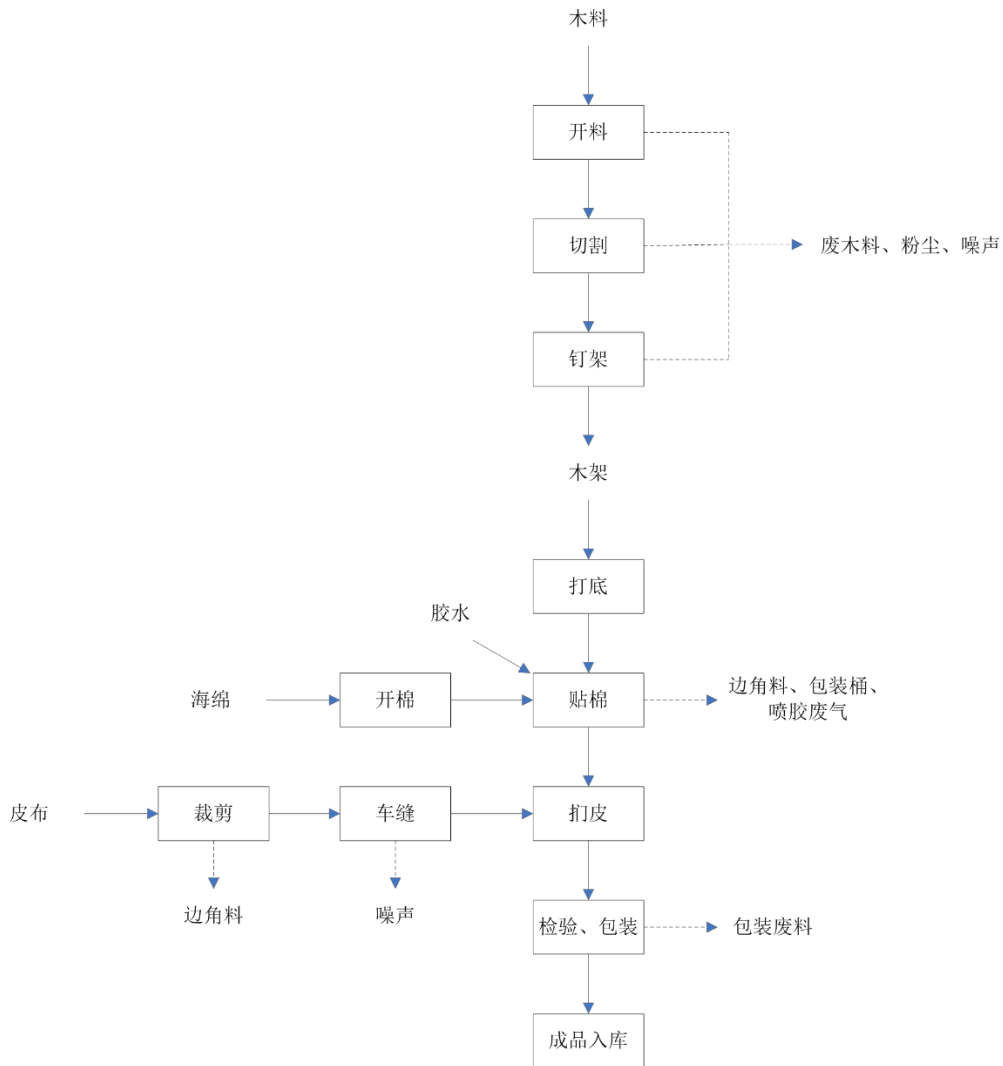 木料
开料
切割
废木料、粉尘、噪声
钉架
木架
打底
胶水
海绵
开棉
贴棉
边角料、包装桶、
喷胶废气
皮布
裁剪
车缝
扪皮
边角料
噪声
检验、包装
包装废料
成品入库